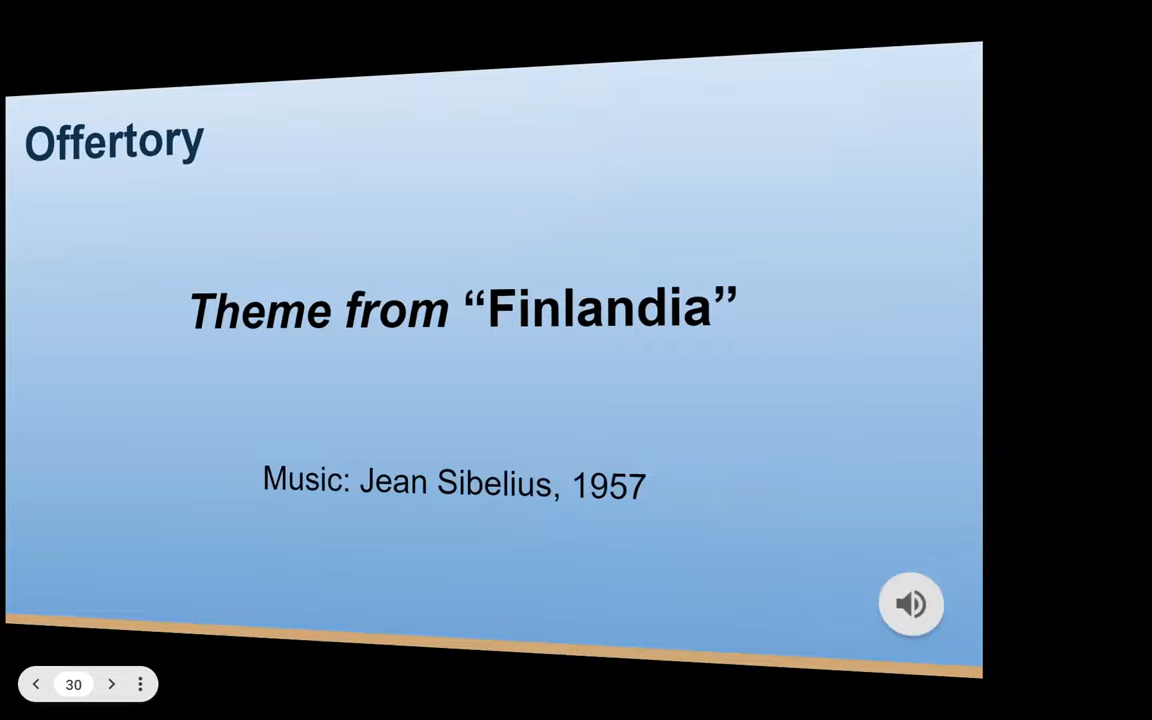 Offertory
Theme from “Finlandia”
Music: Jean Sibelius, 1957
30